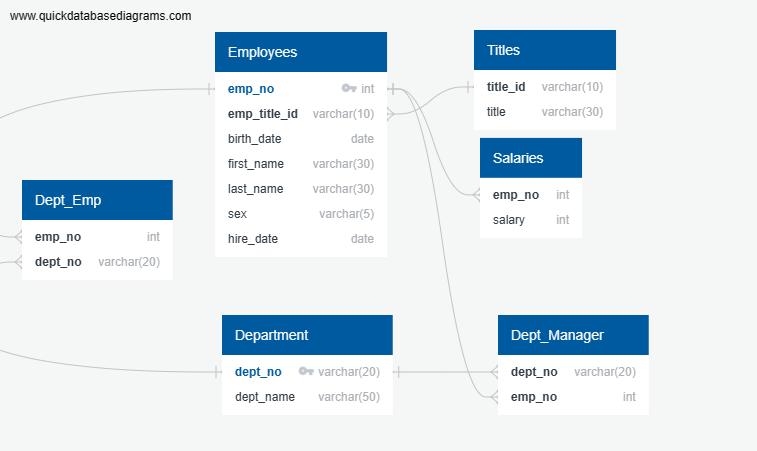 www.quickdatabasediagrams.com
Employees
emp_no int
emp_title_id varchar(10)
birth_date date
first_name varchar(30)
last_name varchar(30)
sex varchar(5)
hire_date date
Titles
title_id varchar(10)
title varchar(30)
Salaries
emp_no int
salary int
Dept_Emp
emp_no int
dept_no varchar(20)
Department
dept_no varchar(20)
dept_name varchar(50)
Dept_Manager
dept_no varchar(20)
emp_no int